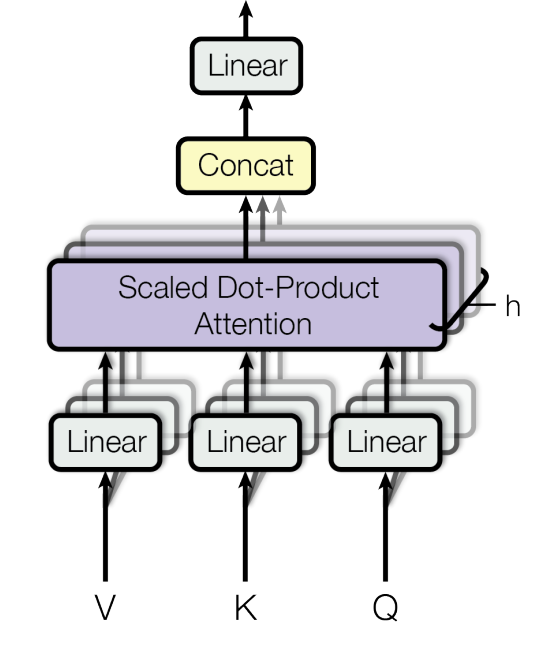 Linear
Concat
Scaled Dot-Product
Attention
h
Linear Linear Linear
V K Q